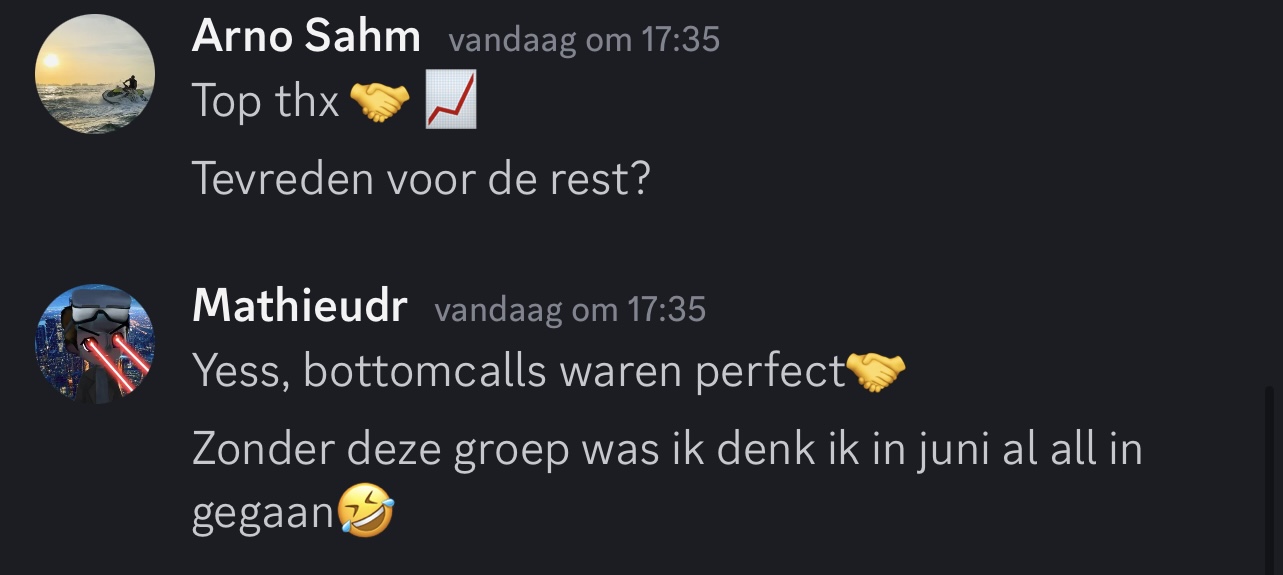 Arno Sahm vandaag om 17:35
Top thx 🤝 📈
Tevreden voor de rest?
Mathieudr vandaag om 17:35
Yess, bottomcalls waren perfect🤝
Zonder deze groep was ik denk ik in juni al all in
gegaan🤣